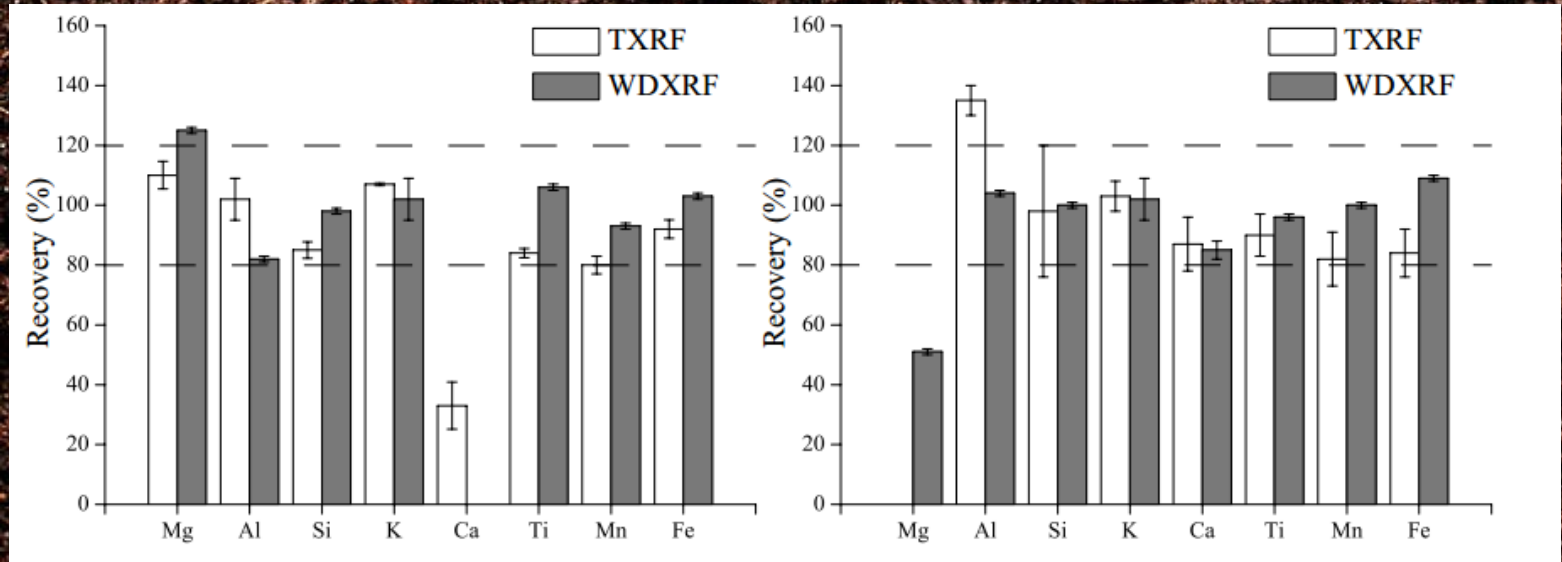 160
140
120
100
80
60
40
20
0
Recovery (%)
TXRF
WDXRF
Mg Al Si K Ca Ti Mn Fe
160
140
120
100
80
60
40
20
0
Recovery (%)
TXRF
WDXRF
Mg Al Si K Ca Ti Mn Fe